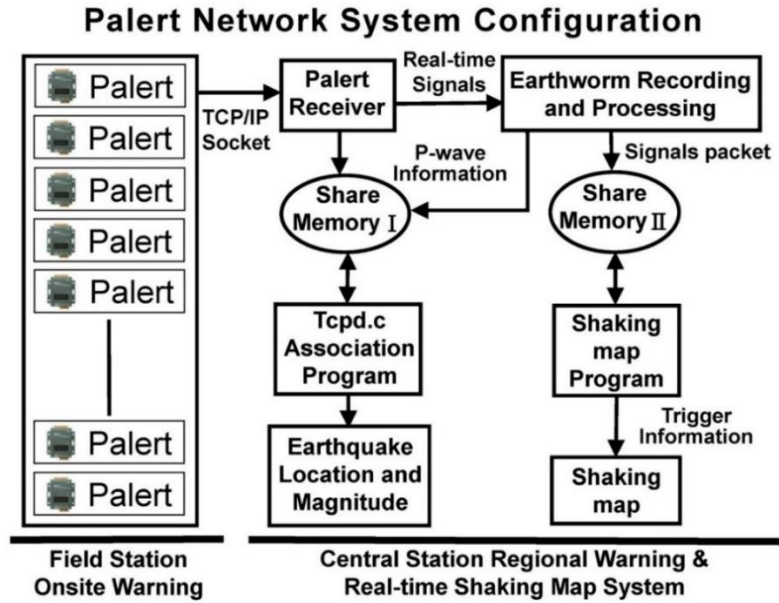 Palert Network System Configuration
Palert
Palert
Palert
Palert
Palert
Palert
Palert
TCP/IP
Socket
Palert
Receiver
Real-time
Signals
Earthworm Recording
and Processing
P-wave
Information
Signals packet
Share
Memory Ⅰ
Share
Memory Ⅱ
Tcpd.c
Association
Program
Shaking
map
Program
Trigger
Information
Earthquake
Location and
Magnitude
Shaking
map
Field Station
Onsite Warning
Central Station Regional Warning &
Real-time Shaking Map System